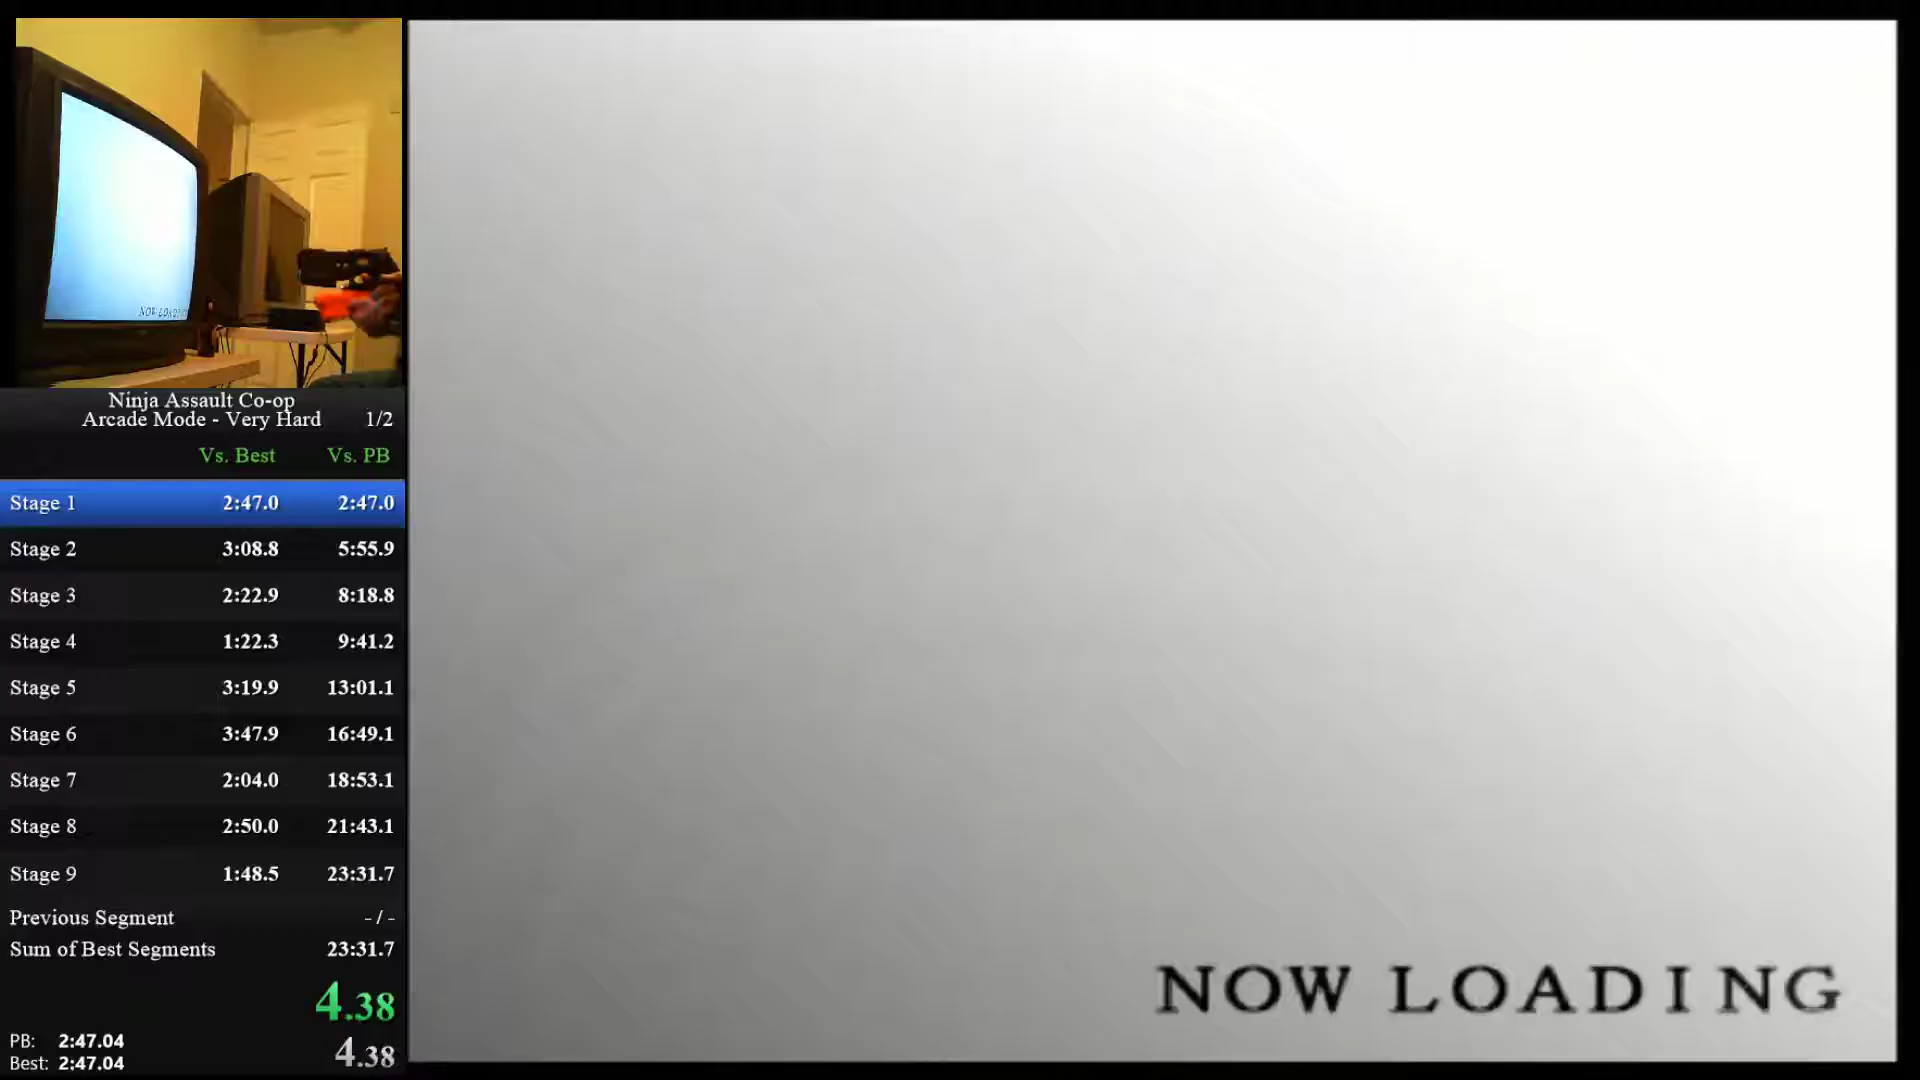 NOW LOADING
Ninja Assault Co-op
Arcade Mode - Very Hard 1/2
Vs. Best Vs. PB
Stage 1 2:47.0 2:47.0
Stage 2 3:08.8 5:55.9
Stage 3 2:22.9 8:18.8
Stage 4 1:22.3 9:41.2
Stage 5 3:19.9 13:01.1
Stage 6 3:47.9 16:49.1
Stage 7 2:04.0 18:53.1
Stage 8 2:50.0 21:43.1
Stage 9 1:48.5 23:31.7
Previous Segment - / -
Sum of Best Segments 23:31.7
4.38
PB: 2:47.04
Best: 2:47.04
4.38
NOW LOADING